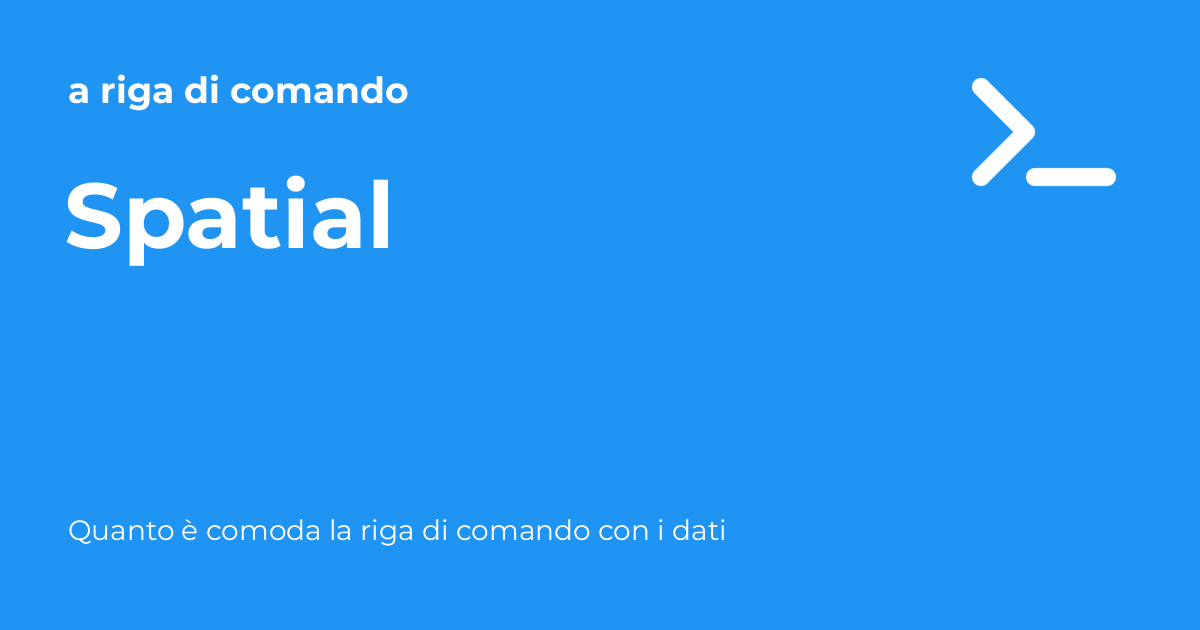 a riga di comando
Spatial
Quanto è comoda la riga di comando con i dati